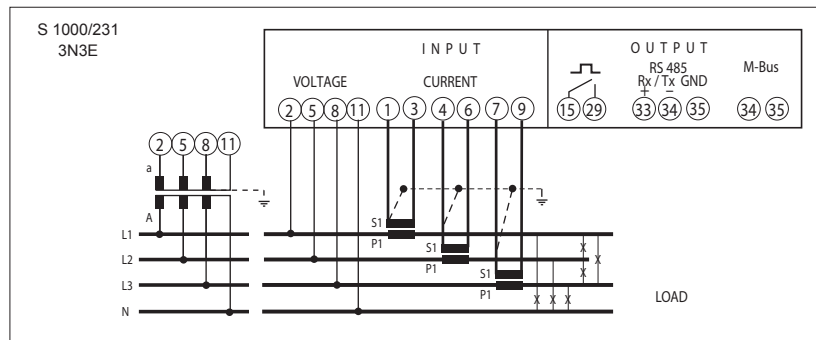 S 1000/231
3N3E
INPUT
OUTPUT
VOLTAGE
CURRENT
RS 485
Rx / Tx GND
+ −
M-Bus
2 5 8 11 1 3 4 6 7 9 15 29 33 34 35 34 35
2 5 8 11
a
A
S1
P1
S1
P1
S1
P1
L1
L2
L3
N
X X X X X X
LOAD